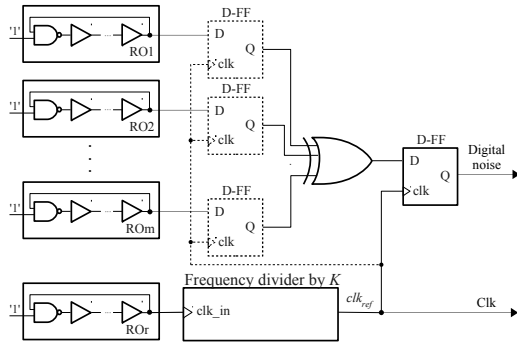 D-FF
'1'
RO1
D
Q
clk
D-FF
'1'
RO2
D
Q
clk
D-FF
D
Q
clk
Digital
noise
D-FF
'1'
ROm
D
Q
clk
Frequency divider by K
'1'
ROr
clk_in
clkref
Clk